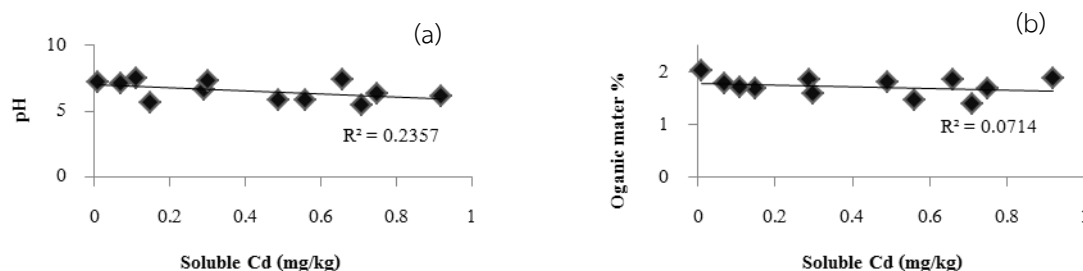 (a)
10
5
0
pH
R² = 0.2357
0 0.2 0.4 0.6 0.8 1
Soluble Cd (mg/kg)
(b)
2
1
0
Oganic mater %
R² = 0.0714
0 0.2 0.4 0.6 0.8 1
Soluble Cd (mg/kg)